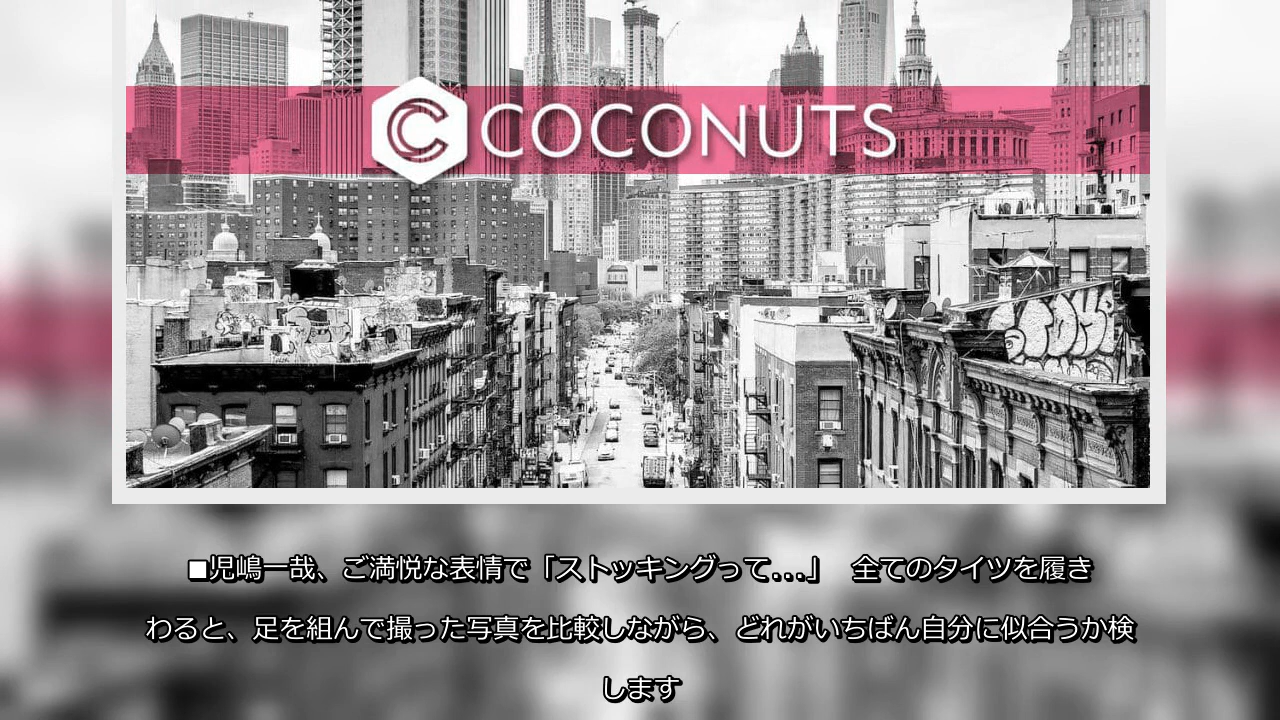 COCONUTS
■児嶋一哉、ご満悦な表情で「ストッキングって...」 全てのタイツを履き
わると、足を組んで撮った写真を比較しながら、どれがいちばん自分に似合うか検
します